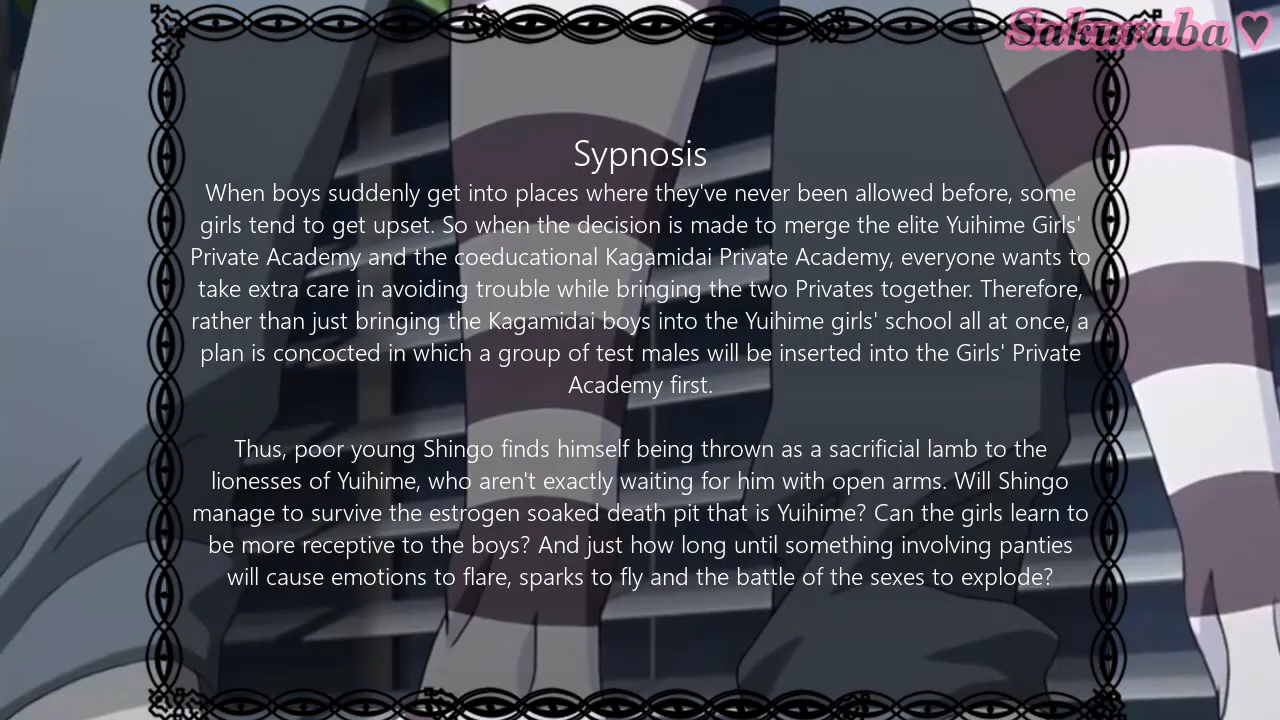 Sakuraba ♥
Sypnosis
When boys suddenly get into places where they've never been allowed before, some
girls tend to get upset. So when the decision is made to merge the elite Yuihime Girls'
Private Academy and the coeducational Kagamidai Private Academy, everyone wants to
take extra care in avoiding trouble while bringing the two Privates together. Therefore,
rather than just bringing the Kagamidai boys into the Yuihime girls' school all at once, a
plan is concocted in which a group of test males will be inserted into the Girls' Private
Academy first.
Thus, poor young Shingo finds himself being thrown as a sacrificial lamb to the
lionesses of Yuihime, who aren't exactly waiting for him with open arms. Will Shingo
manage to survive the estrogen soaked death pit that is Yuihime? Can the girls learn to
be more receptive to the boys? And just how long until something involving panties
will cause emotions to flare, sparks to fly and the battle of the sexes to explode?